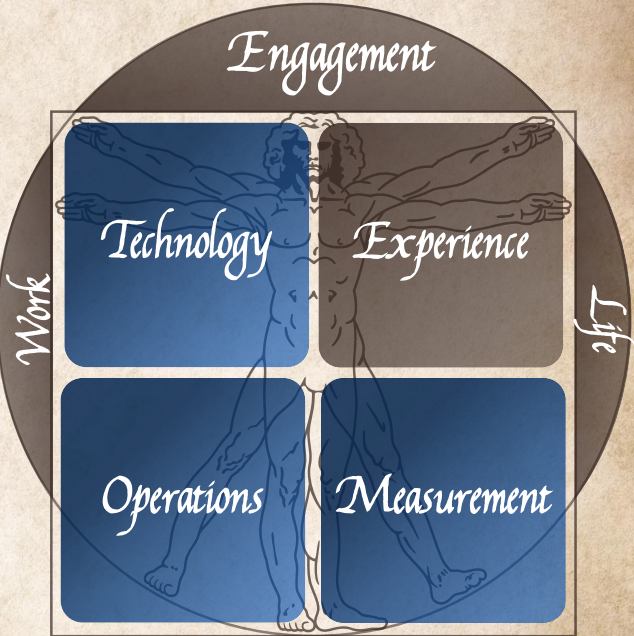 Engagement
Technology
Experience
Work
Life
Operations
Measurement